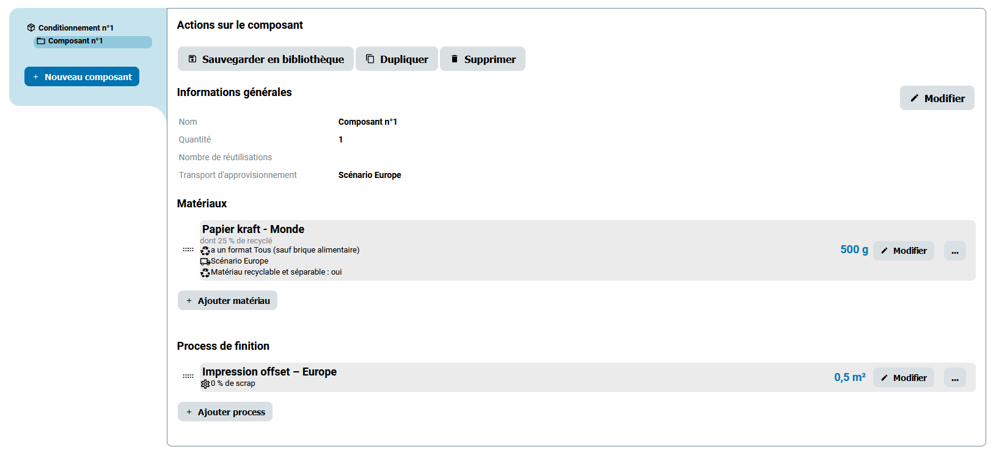 Conditionnement n°1
Composant n°1
+ Nouveau composant
Actions sur le composant
Sauvegarder en bibliothèque
Dupliquer
Supprimer
Informations générales
Modifier
Nom
Composant n°1
Quantité
1
Nombre de réutilisations
Transport d'approvisionnement
Scénario Europe
Matériaux
Papier kraft - Monde
dont 25 % de recyclé
a un format Tous (sauf brique alimentaire)
Scénario Europe
Matériau recyclable et séparable : oui
500 g
Modifier
...
+ Ajouter matériau
Process de finition
Impression offset – Europe
0 % de scrap
0,5 m²
Modifier
...
+ Ajouter process